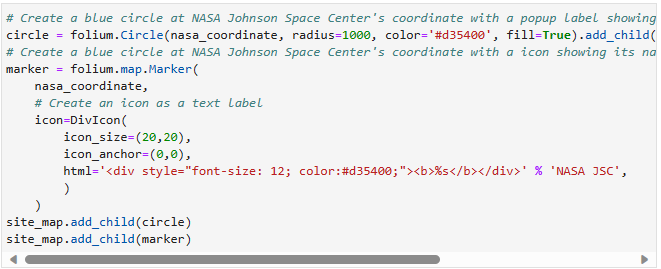 # Create a blue circle at NASA Johnson Space Center's coordinate with a popup label showing
circle = folium.Circle(nasa_coordinate, radius=1000, color='#d35400', fill=True).add_child(
# Create a blue circle at NASA Johnson Space Center's coordinate with a icon showing its na
marker = folium.map.Marker(
    nasa_coordinate,
    # Create an icon as a text label
    icon=DivIcon(
        icon_size=(20,20),
        icon_anchor=(0,0),
        html='<div style="font-size: 12; color:#d35400;"><b>%s</b></div>' % 'NASA JSC',
        )
    )
site_map.add_child(circle)
site_map.add_child(marker)